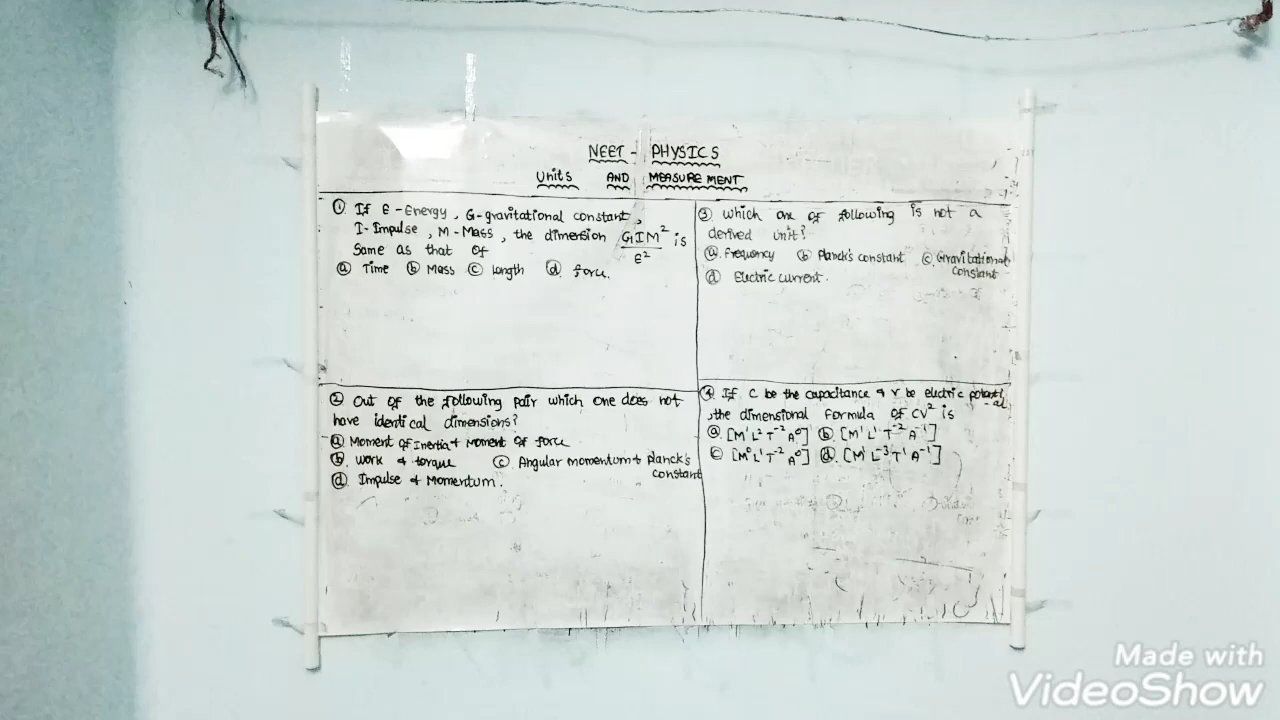 NEET - PHYSICS
Units AND MEASUREMENT
① If E-Energy, G-gravitational constant,
I-Impulse, M-Mass, the dimension GIM²/E² is
Same as that of
ⓐ Time ⓑ Mass ⓒ Length ⓓ force.
② Out of the following pair which one does not
have identical dimensions?
ⓐ Moment of Inertia & Moment of force
ⓑ work & torque ⓒ Angular momentum & Planck's
constant
ⓓ Impulse & Momentum.
③ which one of following is not a
derived unit?
ⓐ Frequency ⓑ Planck's constant ⓒ Gravitational
constant
ⓓ Electric current.
④ If C be the capacitance & V be electric potenti
-al
,the dimensional formula of CV² is
ⓐ [M¹ L² T⁻² A⁰] ⓑ [M¹ L¹ T⁻² A⁻¹]
ⓒ [M⁰ L¹ T⁻² A⁰] ⓓ [M¹ L⁻³ T¹ A⁻¹]
Made with
VideoShow